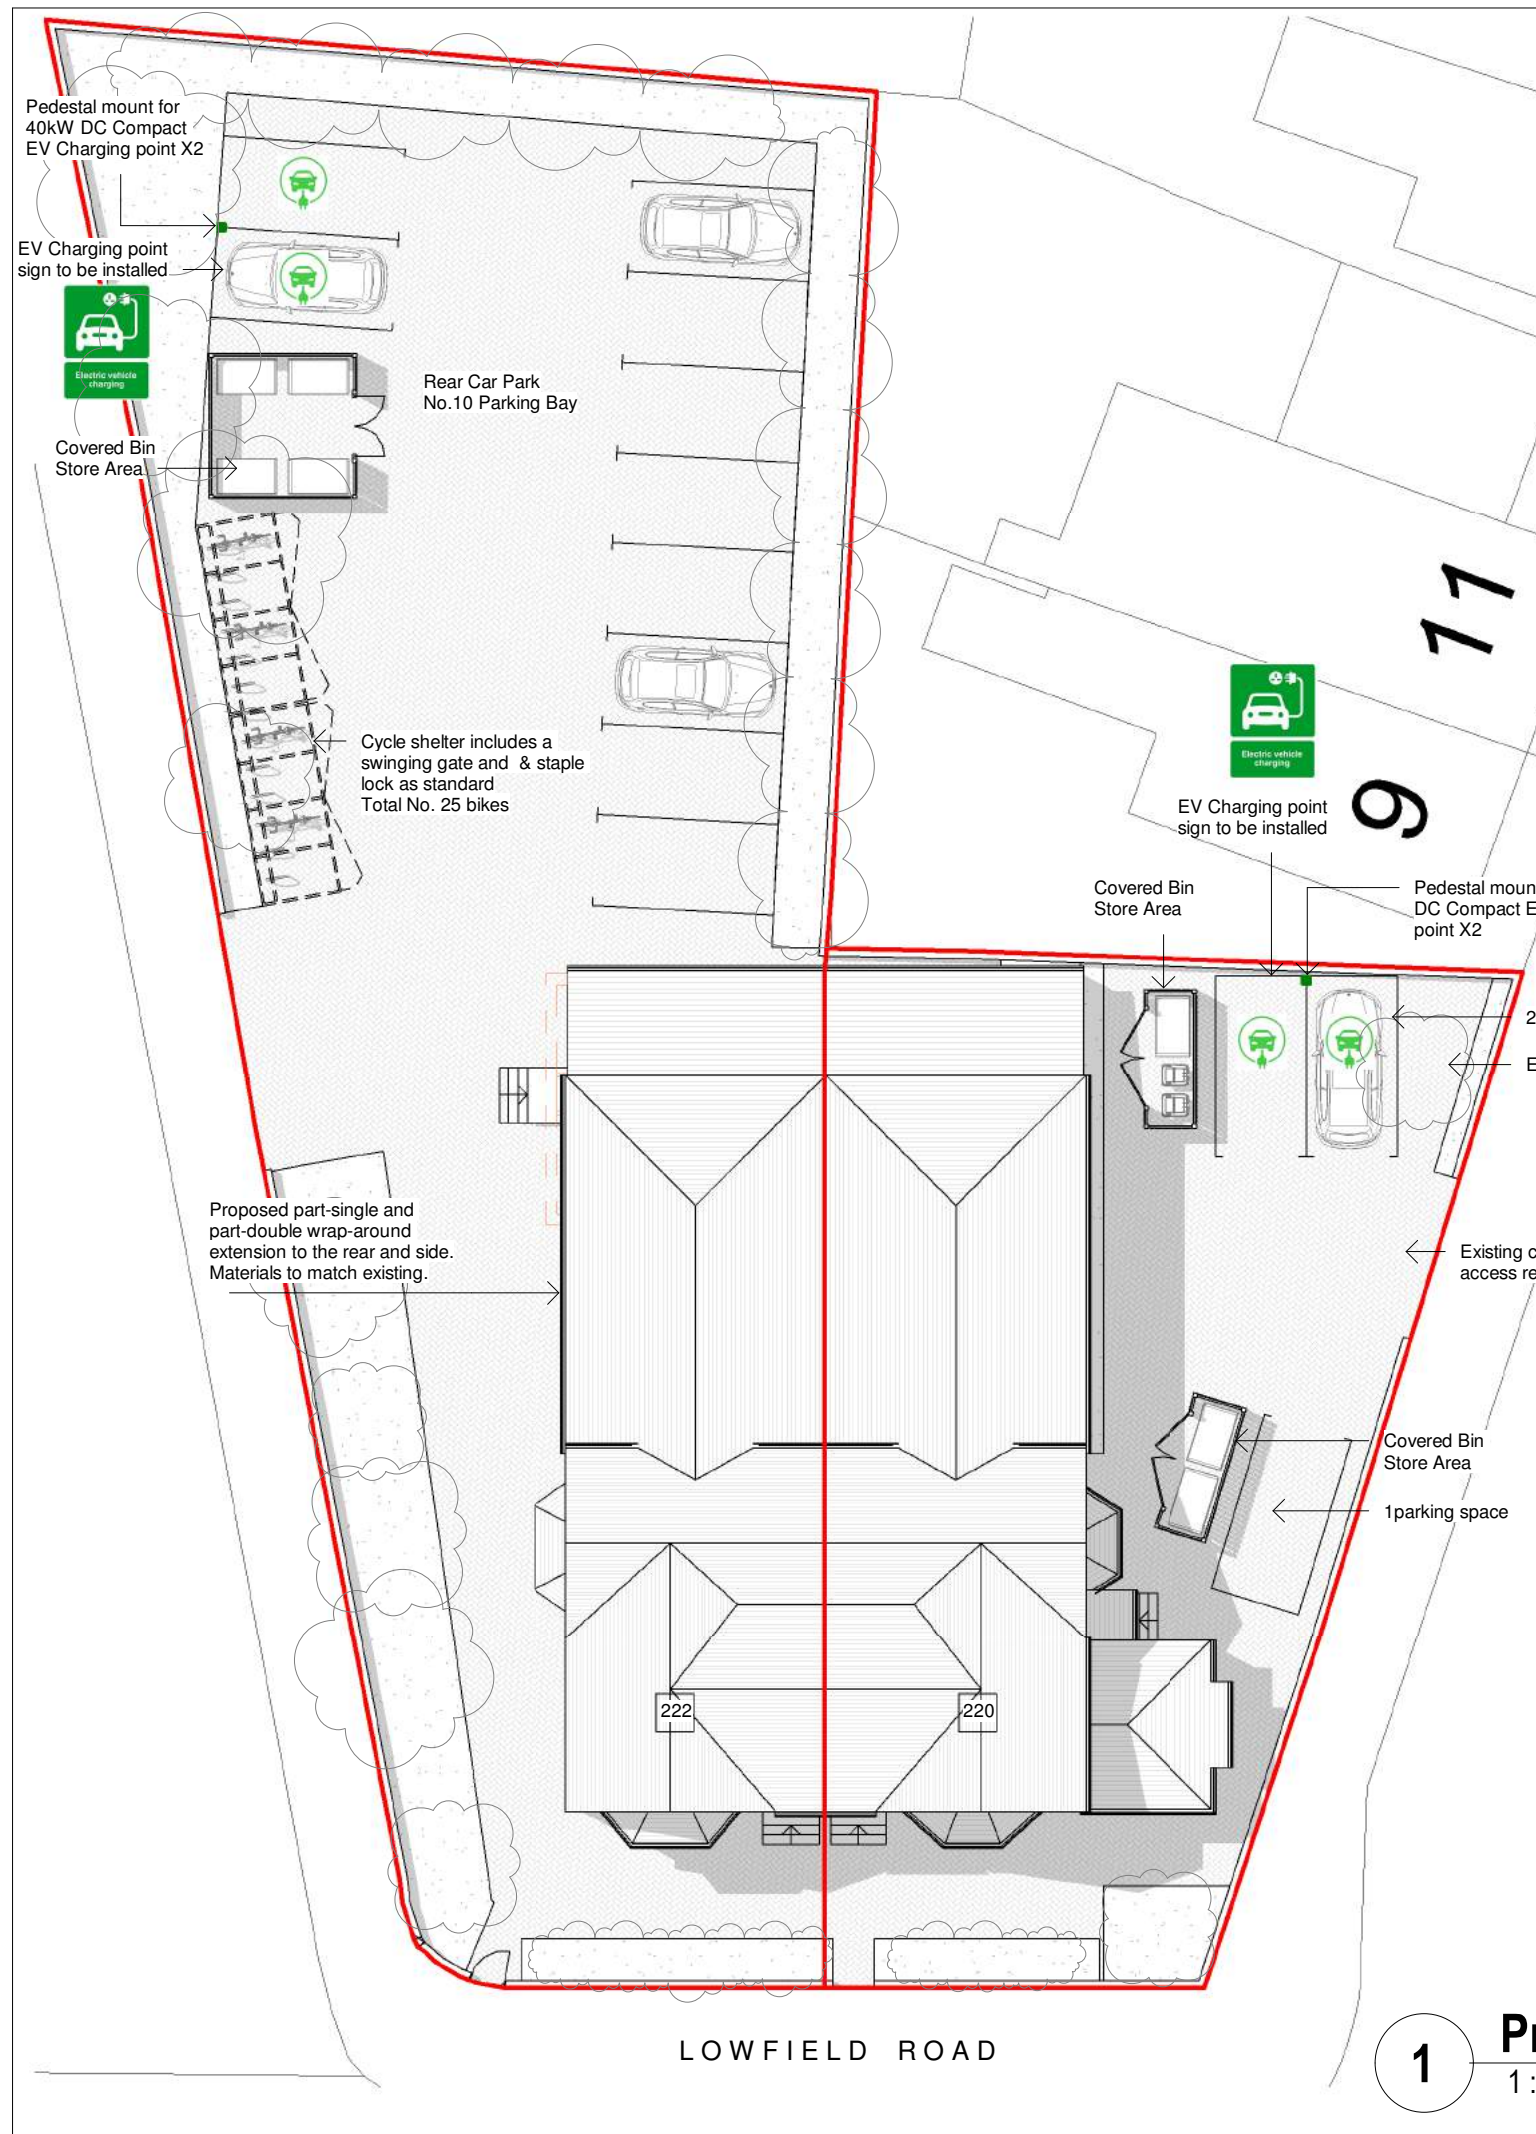 Pedestal mount for
40kW DC Compact
EV Charging point X2
EV Charging point
sign to be installed
Electric vehicle
charging
Rear Car Park
No.10 Parking Bay
Covered Bin
Store Area
Cycle shelter includes a
swinging gate and & staple
lock as standard
Total No. 25 bikes
11
9
Electric vehicle
charging
EV Charging point
sign to be installed
Covered Bin
Store Area
Pedestal moun
DC Compact E
point X2
2
E
Proposed part-single and
part-double wrap-around
extension to the rear and side.
Materials to match existing.
Existing c
access re
Covered Bin
Store Area
1parking space
222
220
LOWFIELD ROAD
1
Pr
1 :